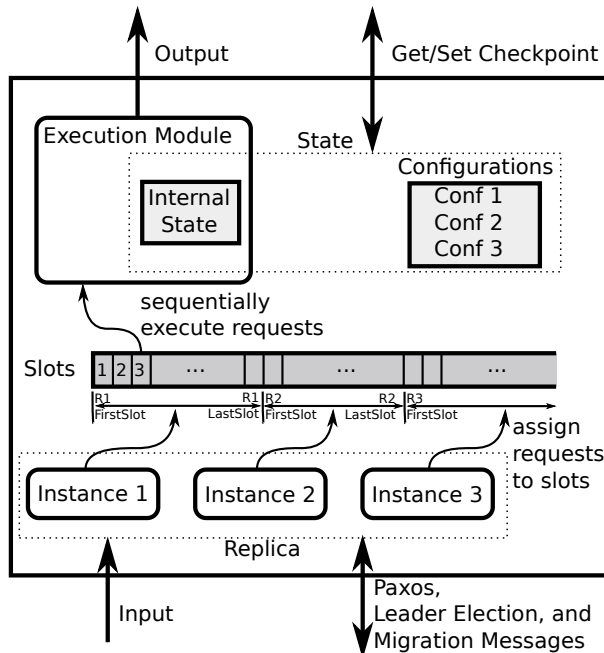 Output
Get/Set Checkpoint
Execution Module
State
Configurations
Internal
State
Conf 1
Conf 2
Conf 3
sequentially
execute requests
Slots
1 2 3 ... ... ...
R1 R1 R2 R2 R3
FirstSlot LastSlot FirstSlot LastSlot FirstSlot
assign
requests
to slots
Instance 1 Instance 2 Instance 3
Replica
Input
Paxos,
Leader Election, and
Migration Messages